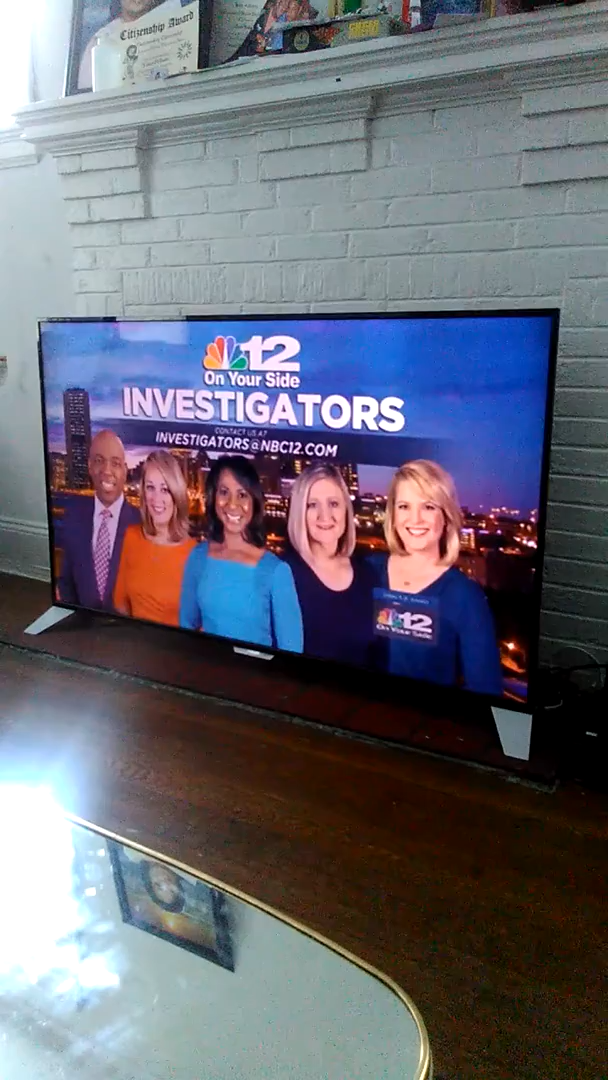 Citizenship Award
12
On Your Side
INVESTIGATORS
CONTACT US AT
INVESTIGATORS@NBC12.COM
12
On Your Side